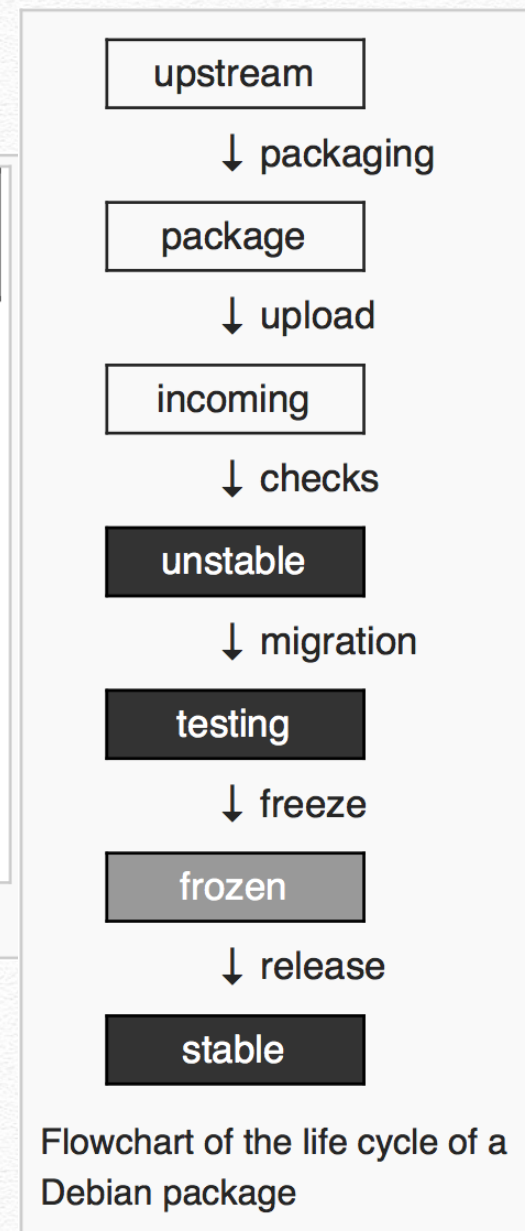 upstream
↓ packaging
package
↓ upload
incoming
↓ checks
unstable
↓ migration
testing
↓ freeze
frozen
↓ release
stable
Flowchart of the life cycle of a
Debian package